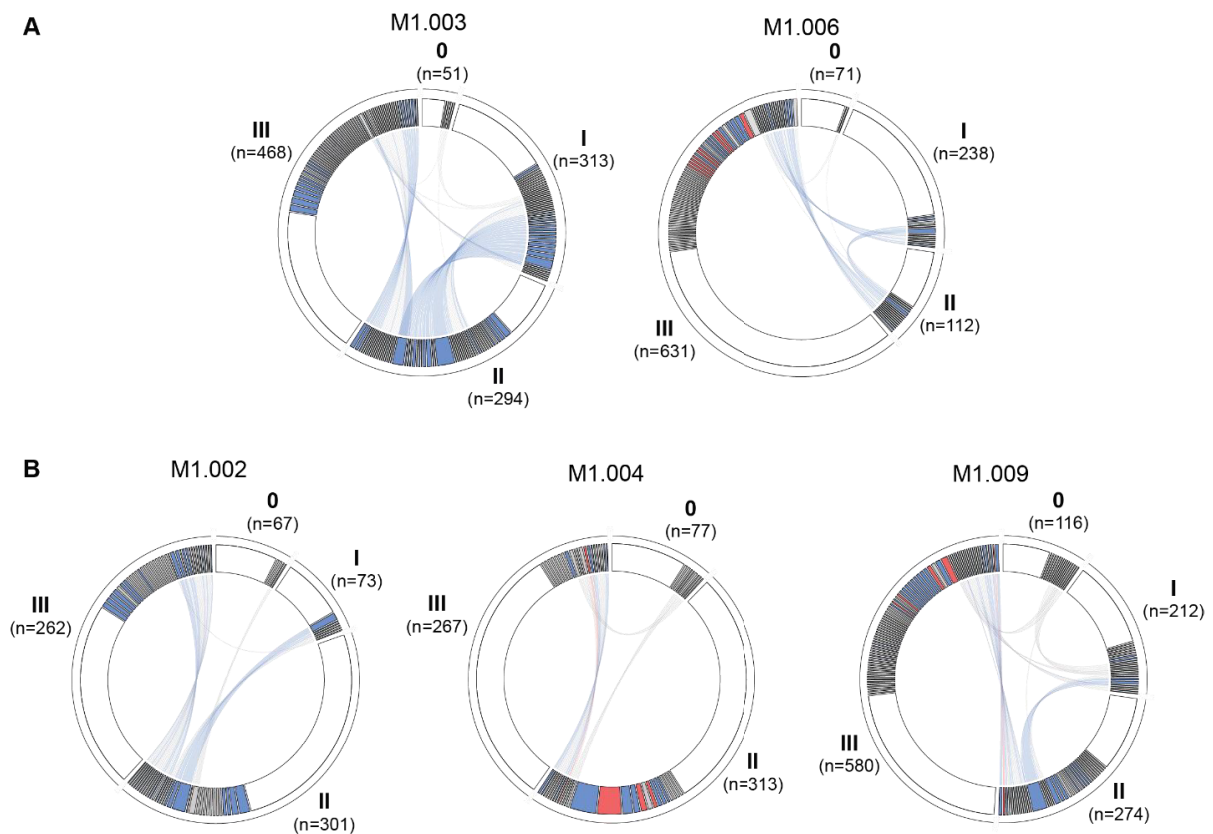 A
M1.003
0
(n=51)
I
(n=313)
II
(n=294)
III
(n=468)
M1.006
0
(n=71)
I
(n=238)
II
(n=112)
III
(n=631)
B
M1.002
0
(n=67)
I
(n=73)
II
(n=301)
III
(n=262)
M1.004
0
(n=77)
II
(n=313)
III
(n=267)
M1.009
0
(n=116)
I
(n=212)
II
(n=274)
III
(n=580)